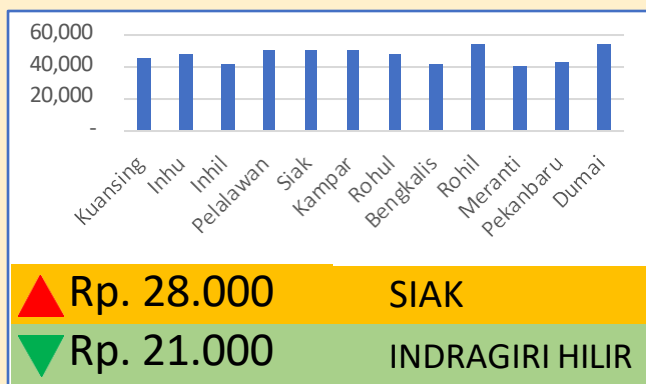 60,000
40,000
20,000
-
Kuansing
Inhu
Inhil
Pelalawan
Siak
Kampar
Rohul
Bengkalis
Rohil
Meranti
Pekanbaru
Dumai
Rp. 28.000 SIAK
Rp. 21.000 INDRAGIRI HILIR